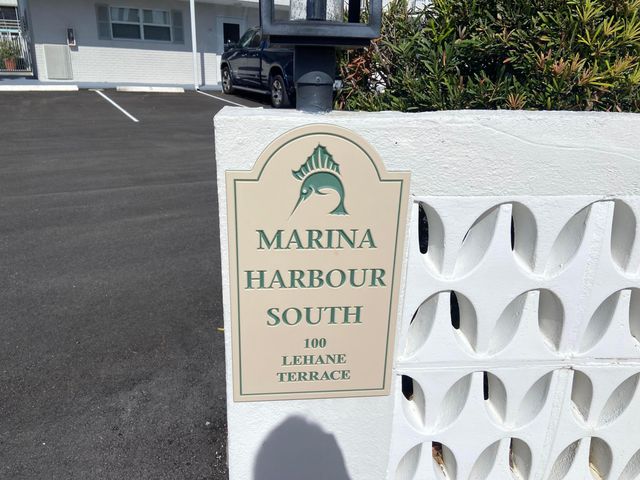 MARINA
HARBOUR
SOUTH
100
LEHANE
TERRACE